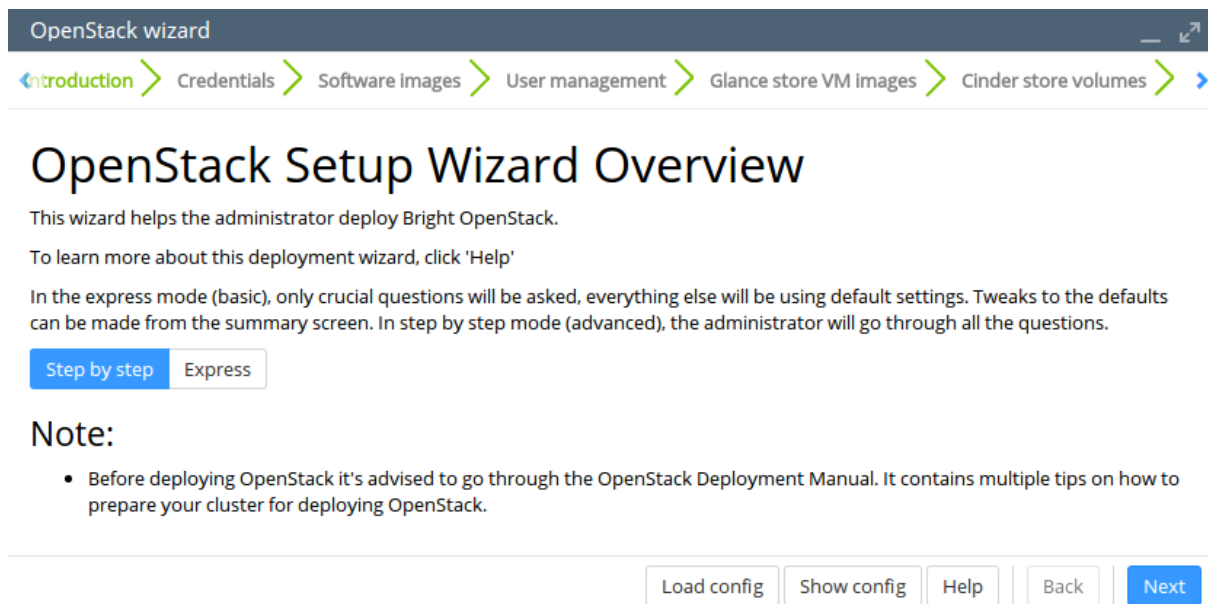 OpenStack wizard
Introduction Credentials Software images User management Glance store VM images Cinder store volumes
OpenStack Setup Wizard Overview
This wizard helps the administrator deploy Bright OpenStack.
To learn more about this deployment wizard, click 'Help'
In the express mode (basic), only crucial questions will be asked, everything else will be using default settings. Tweaks to the defaults
can be made from the summary screen. In step by step mode (advanced), the administrator will go through all the questions.
Step by step Express
Note:
• Before deploying OpenStack it's advised to go through the OpenStack Deployment Manual. It contains multiple tips on how to
prepare your cluster for deploying OpenStack.
Load config Show config Help Back Next